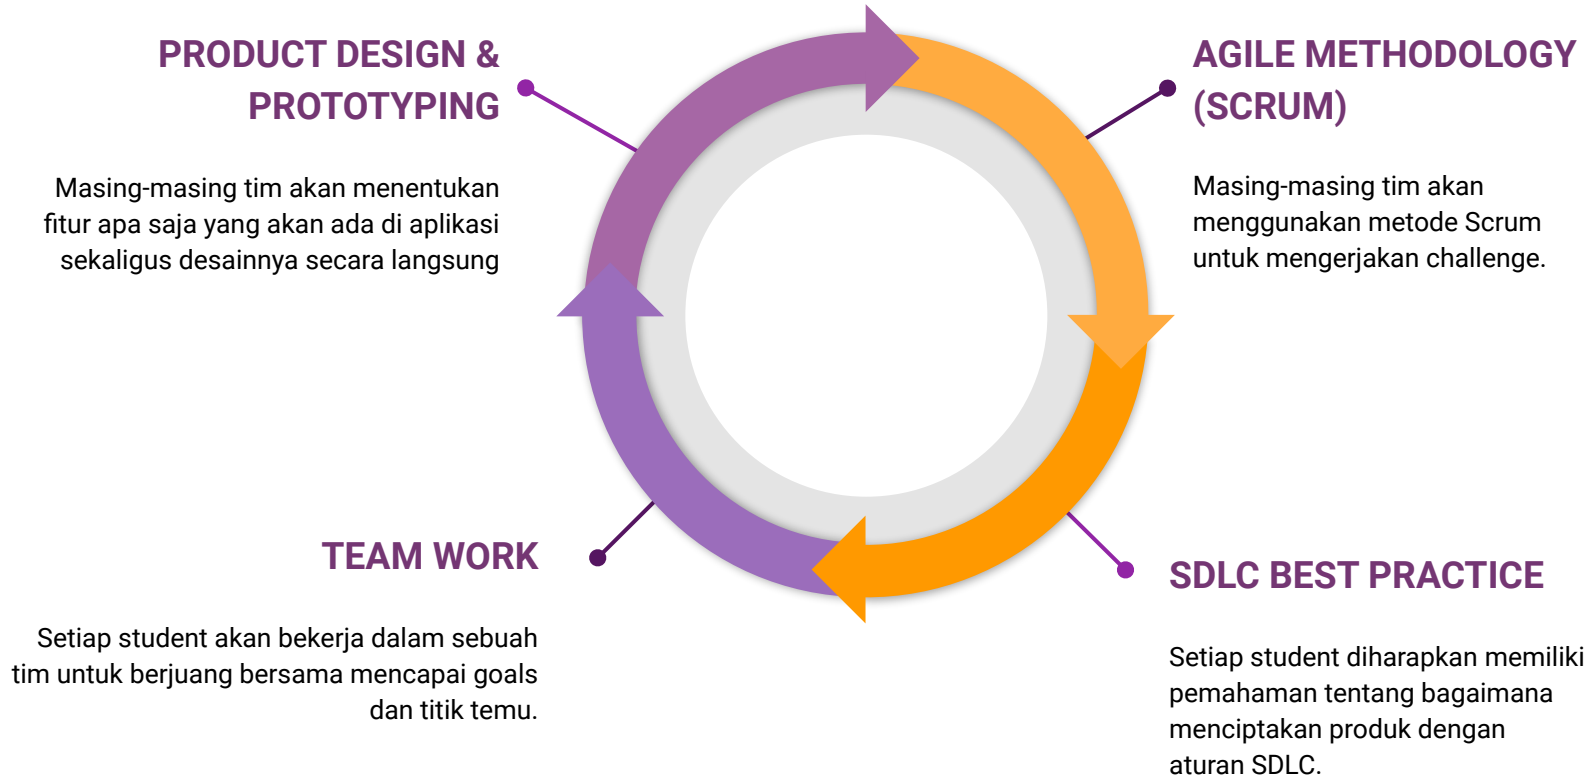 PRODUCT DESIGN &
PROTOTYPING
Masing-masing tim akan menentukan
fitur apa saja yang akan ada di aplikasi
sekaligus desainnya secara langsung
AGILE METHODOLOGY
(SCRUM)
Masing-masing tim akan
menggunakan metode Scrum
untuk mengerjakan challenge.
TEAM WORK
Setiap student akan bekerja dalam sebuah
tim untuk berjuang bersama mencapai goals
dan titik temu.
SDLC BEST PRACTICE
Setiap student diharapkan memiliki
pemahaman tentang bagaimana
menciptakan produk dengan
aturan SDLC.